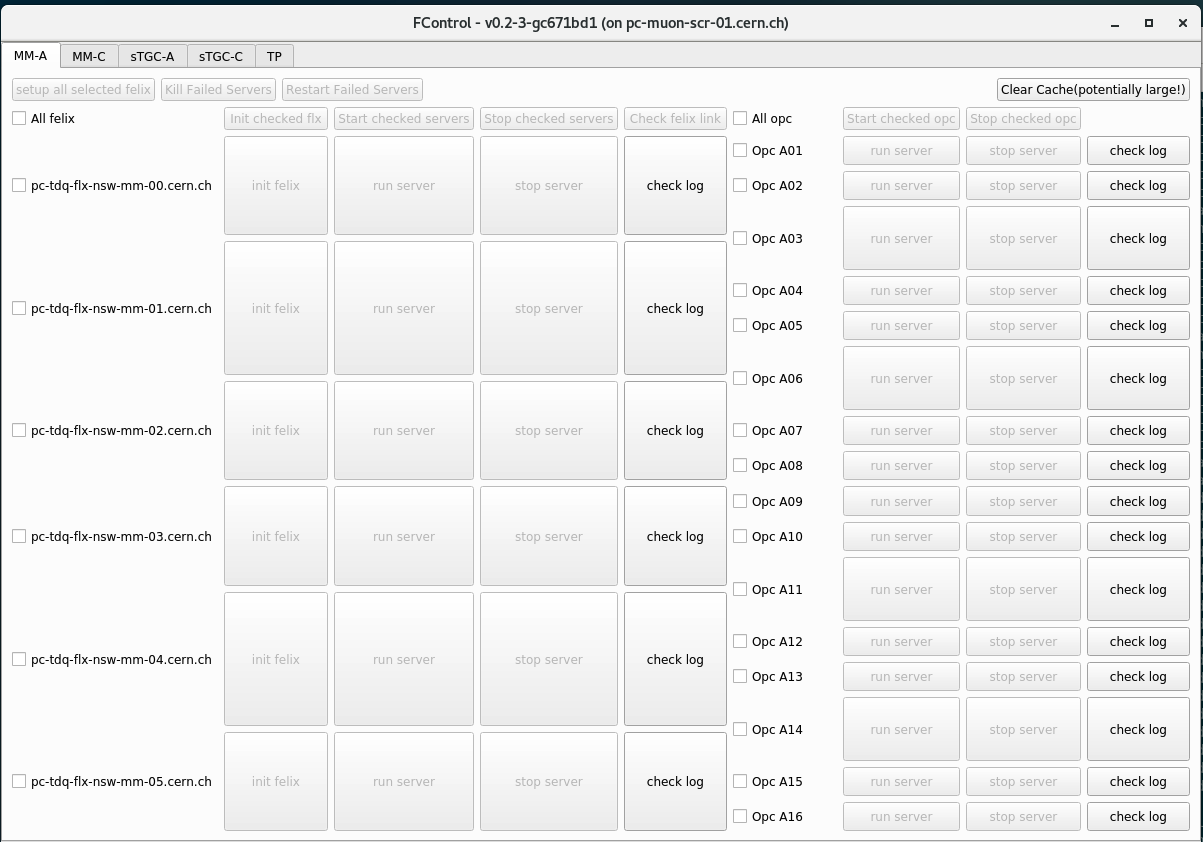 FControl - v0.2-3-gc671bd1 (on pc-muon-scr-01.cern.ch)
MM-A MM-C sTGC-A sTGC-C TP
setup all selected felix Kill Failed Servers Restart Failed Servers Clear Cache(potentially large!)
All felix Init checked flx Start checked servers Stop checked servers Check felix link All opc Start checked opc Stop checked opc
Opc A01 run server stop server check log
pc-tdq-flx-nsw-mm-00.cern.ch init felix run server stop server check log Opc A02 run server stop server check log
Opc A03 run server stop server check log
Opc A04 run server stop server check log
pc-tdq-flx-nsw-mm-01.cern.ch init felix run server stop server check log
Opc A05 run server stop server check log
Opc A06 run server stop server check log
pc-tdq-flx-nsw-mm-02.cern.ch init felix run server stop server check log Opc A07 run server stop server check log
Opc A08 run server stop server check log
Opc A09 run server stop server check log
pc-tdq-flx-nsw-mm-03.cern.ch init felix run server stop server check log Opc A10 run server stop server check log
Opc A11 run server stop server check log
Opc A12 run server stop server check log
pc-tdq-flx-nsw-mm-04.cern.ch init felix run server stop server check log
Opc A13 run server stop server check log
Opc A14 run server stop server check log
pc-tdq-flx-nsw-mm-05.cern.ch init felix run server stop server check log Opc A15 run server stop server check log
Opc A16 run server stop server check log